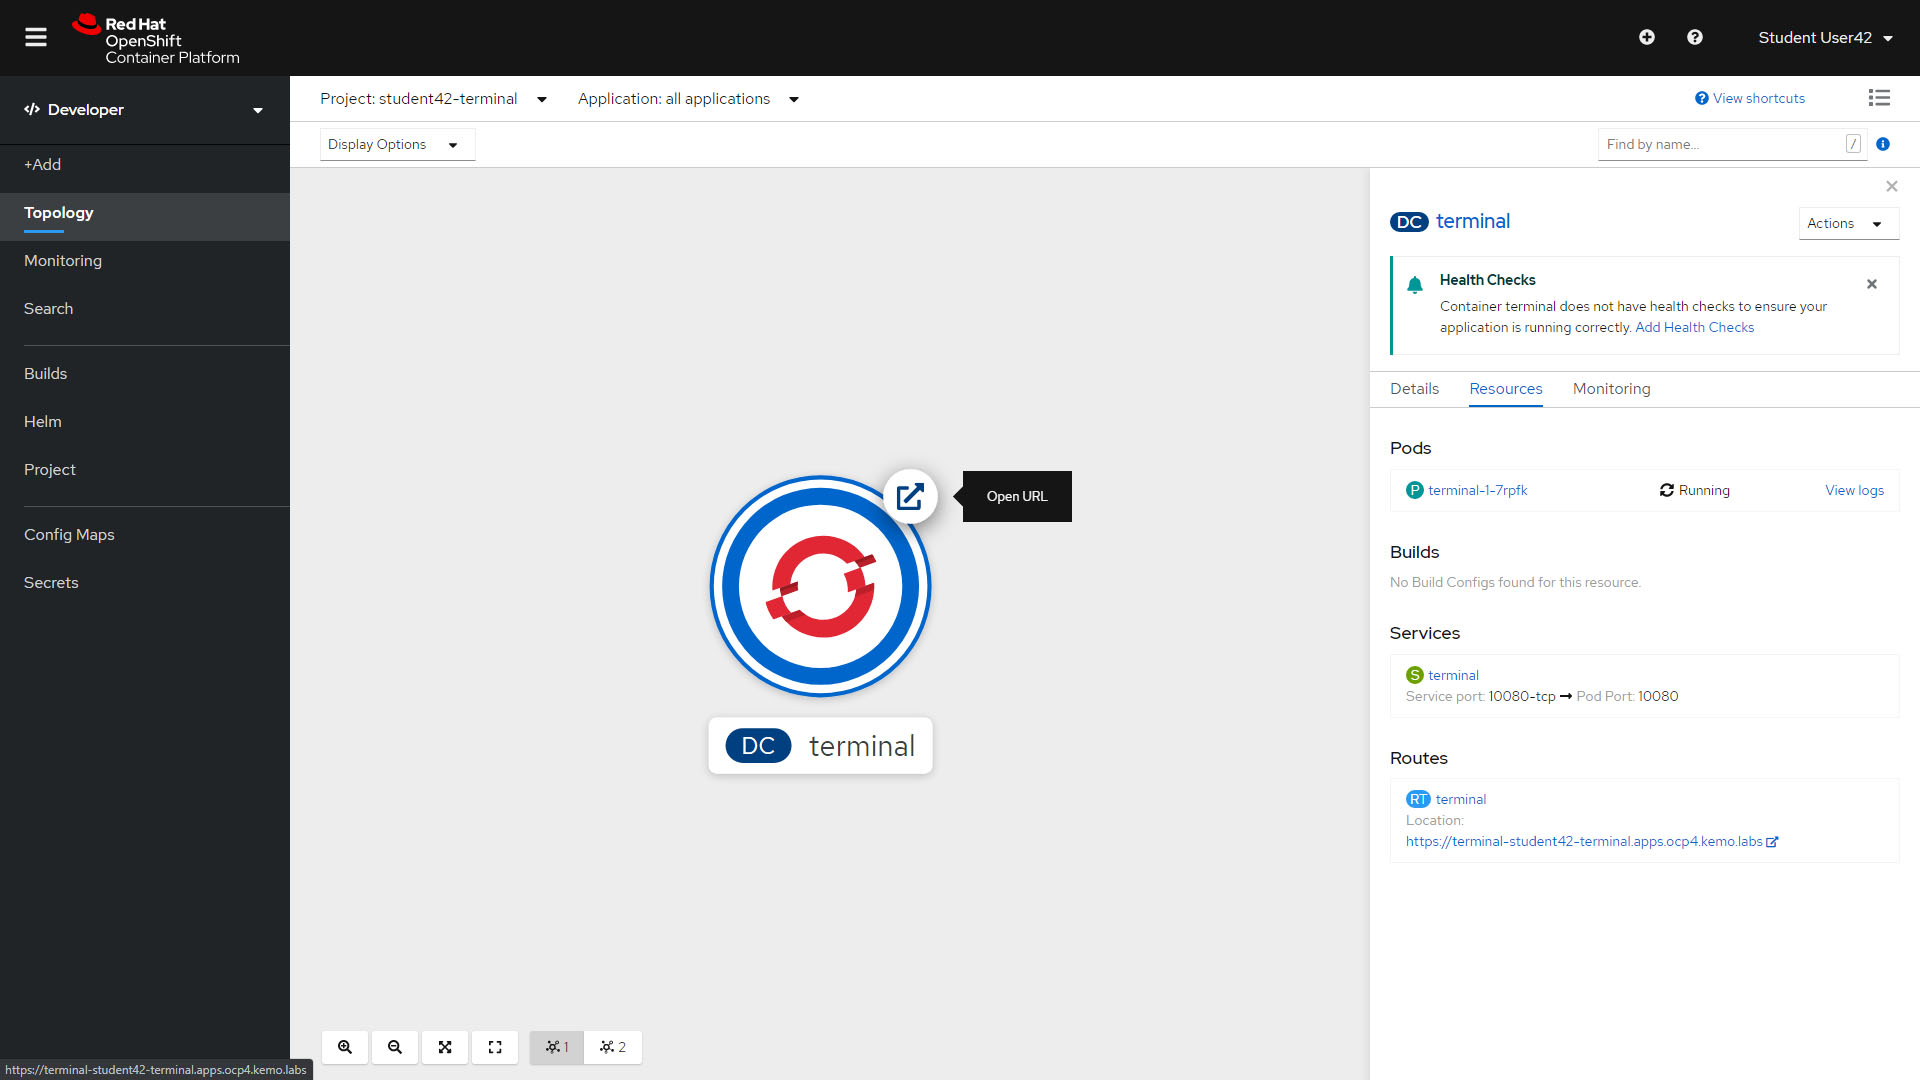 Red Hat
OpenShift
Container Platform
Student User42
Developer
+Add
Topology
Monitoring
Search
Builds
Helm
Project
Config Maps
Secrets
Project: student42-terminal
Application: all applications
View shortcuts
Display Options
Find by name...
/
Open URL
DC terminal
1
2
DC terminal
Actions
Health Checks
Container terminal does not have health checks to ensure your
application is running correctly. Add Health Checks
Details
Resources
Monitoring
Pods
P terminal-1-7rpfk
Running
View logs
Builds
No Build Configs found for this resource.
Services
S terminal
Service port: 10080-tcp → Pod Port: 10080
Routes
RT terminal
Location:
https://terminal-student42-terminal.apps.ocp4.kemo.labs
https://terminal-student42-terminal.apps.ocp4.kemo.labs